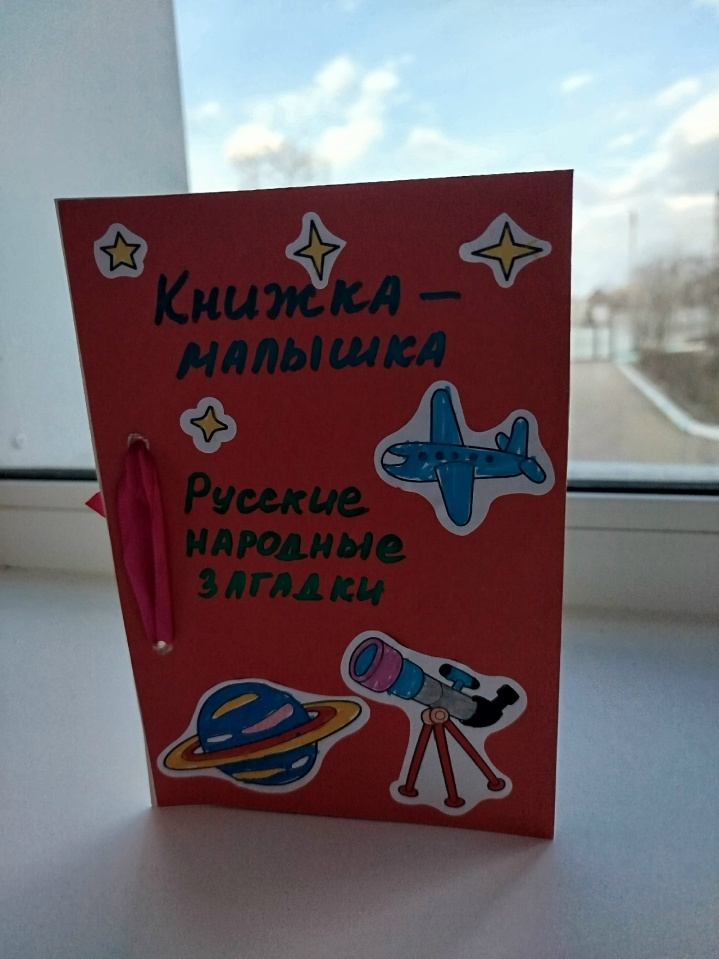 Книжка –
малышка
Русские
народные
загадки